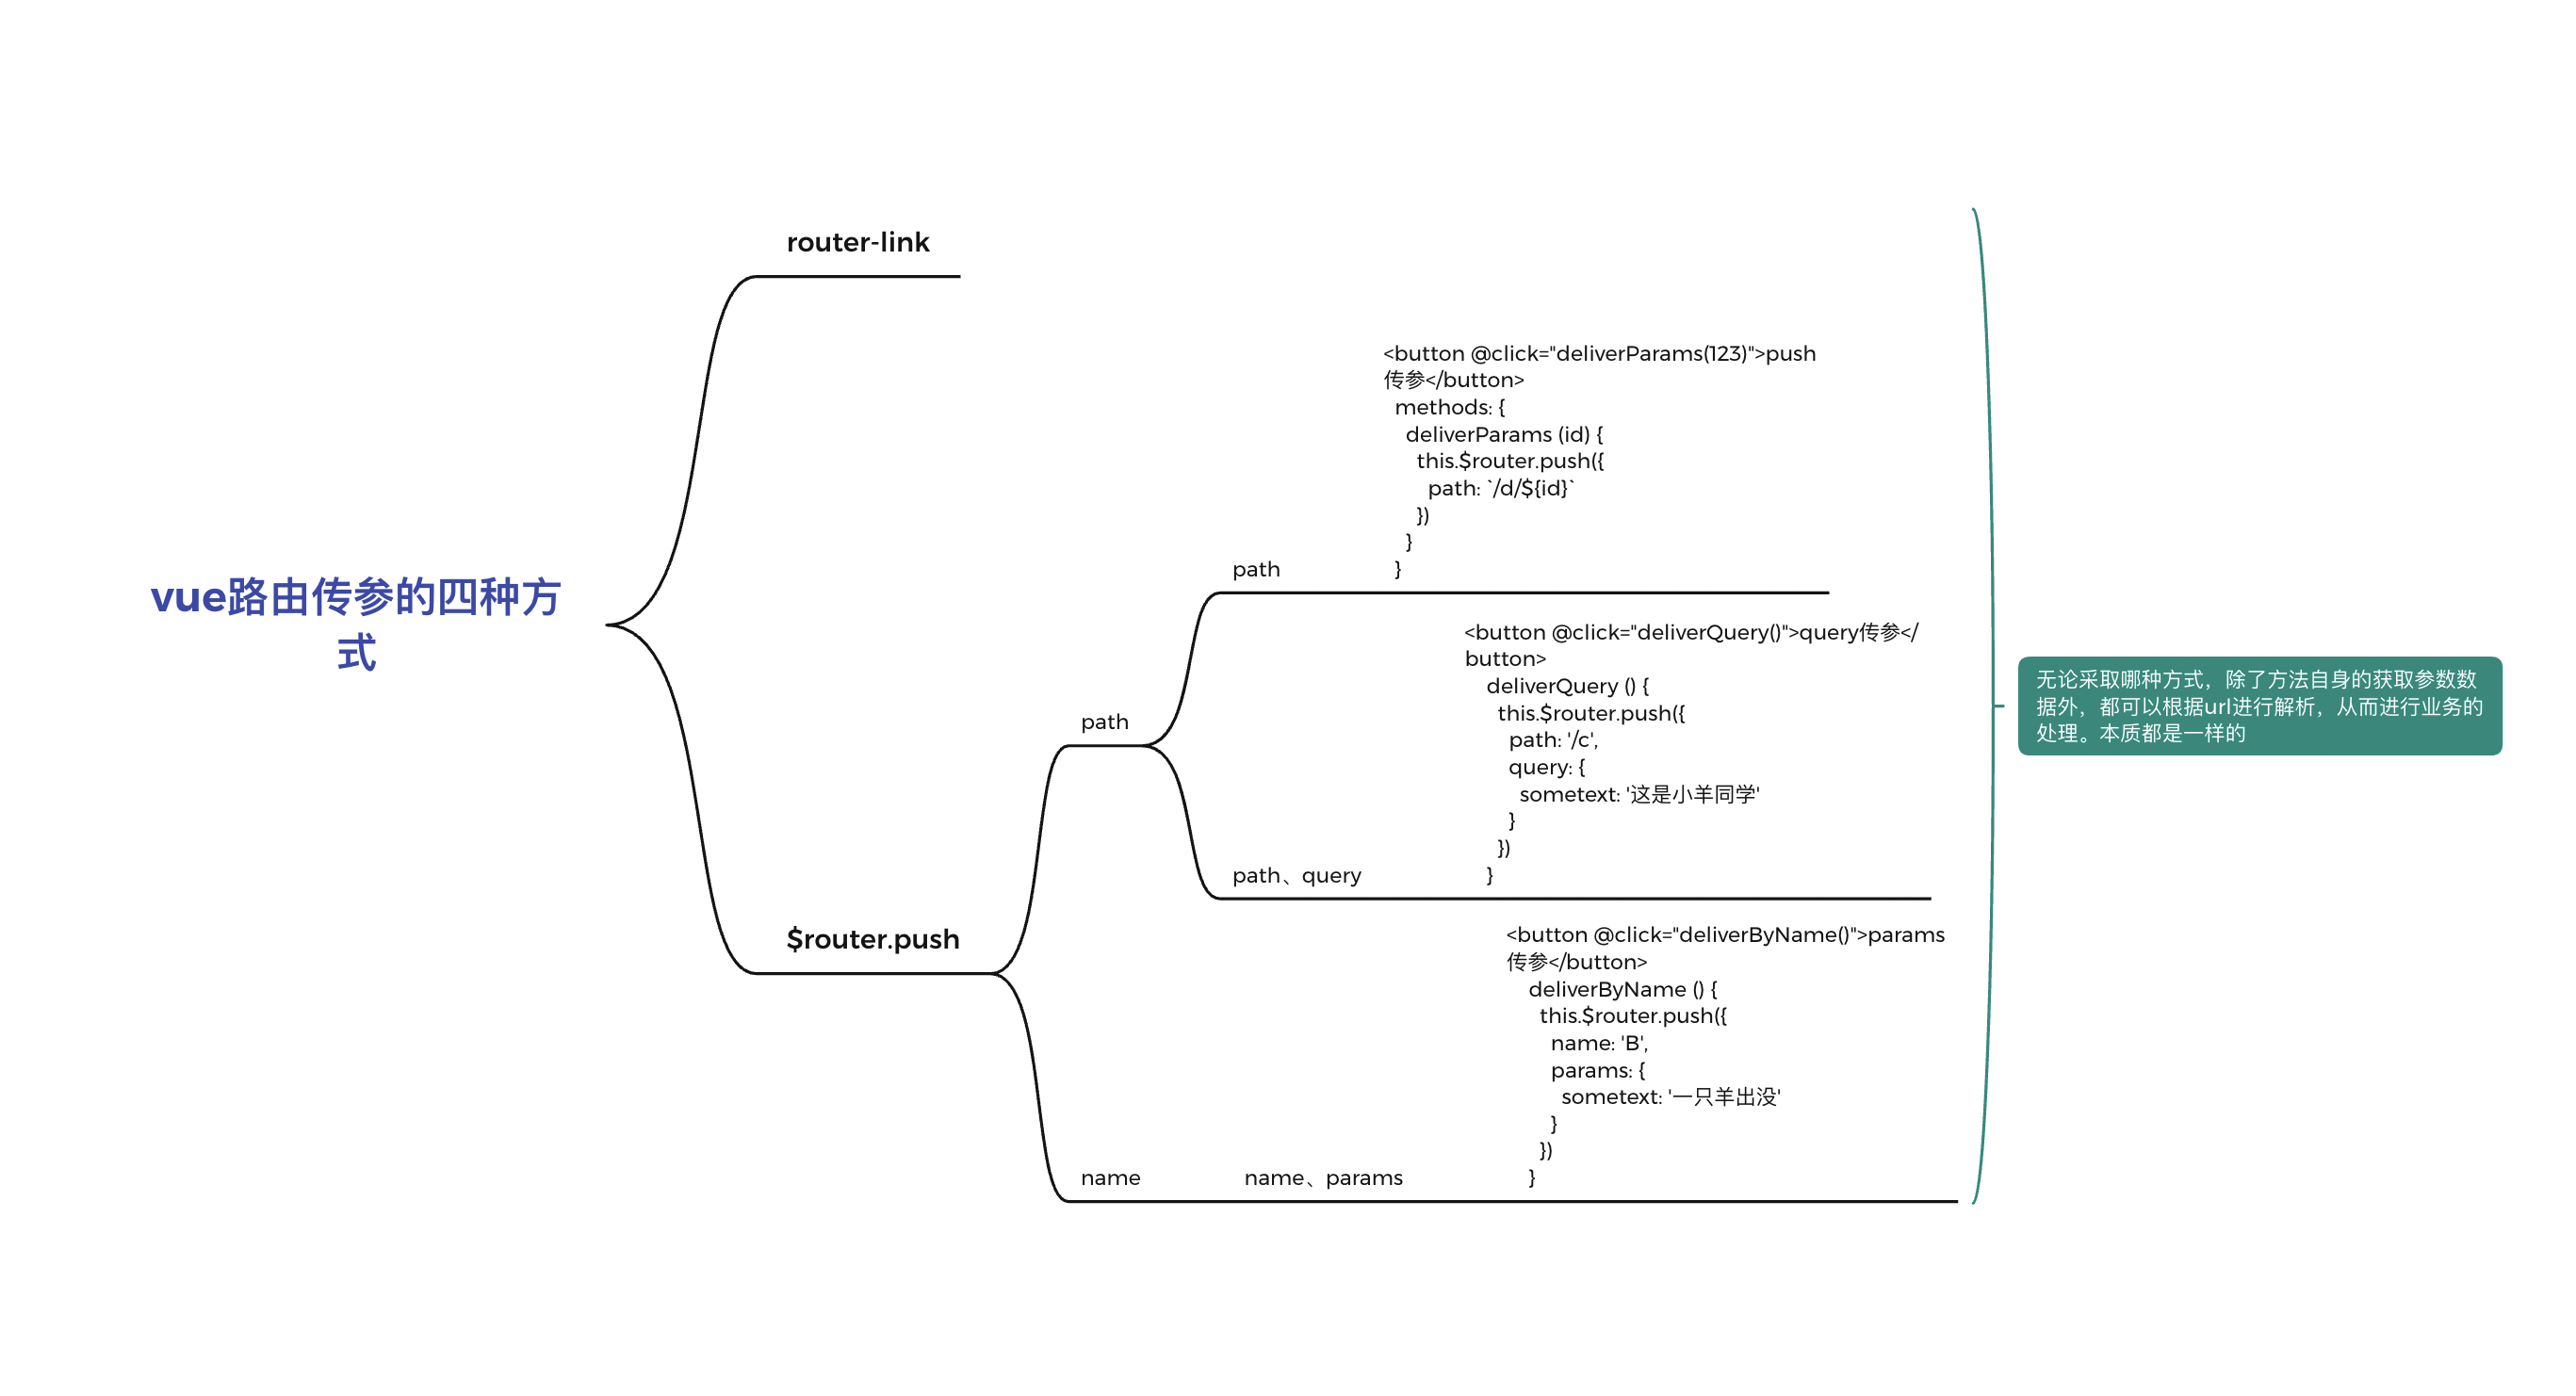 vue路由传参的四种方
式
router-link
$router.push
path
path
<button @click="deliverParams(123)">push
传参</button>
  methods: {
    deliverParams (id) {
      this.$router.push({
        path: `/d/${id}`
      })
    }
  }
path、query
<button @click="deliverQuery()">query传参</
button>
    deliverQuery () {
      this.$router.push({
        path: '/c',
        query: {
          sometext: '这是小羊同学'
        }
      })
    }
name
name、params
<button @click="deliverByName()">params
传参</button>
    deliverByName () {
      this.$router.push({
        name: 'B',
        params: {
          sometext: '一只羊出没'
        }
      })
    }
无论采取哪种方式，除了方法自身的获取参数数
据外，都可以根据url进行解析，从而进行业务的
处理。本质都是一样的